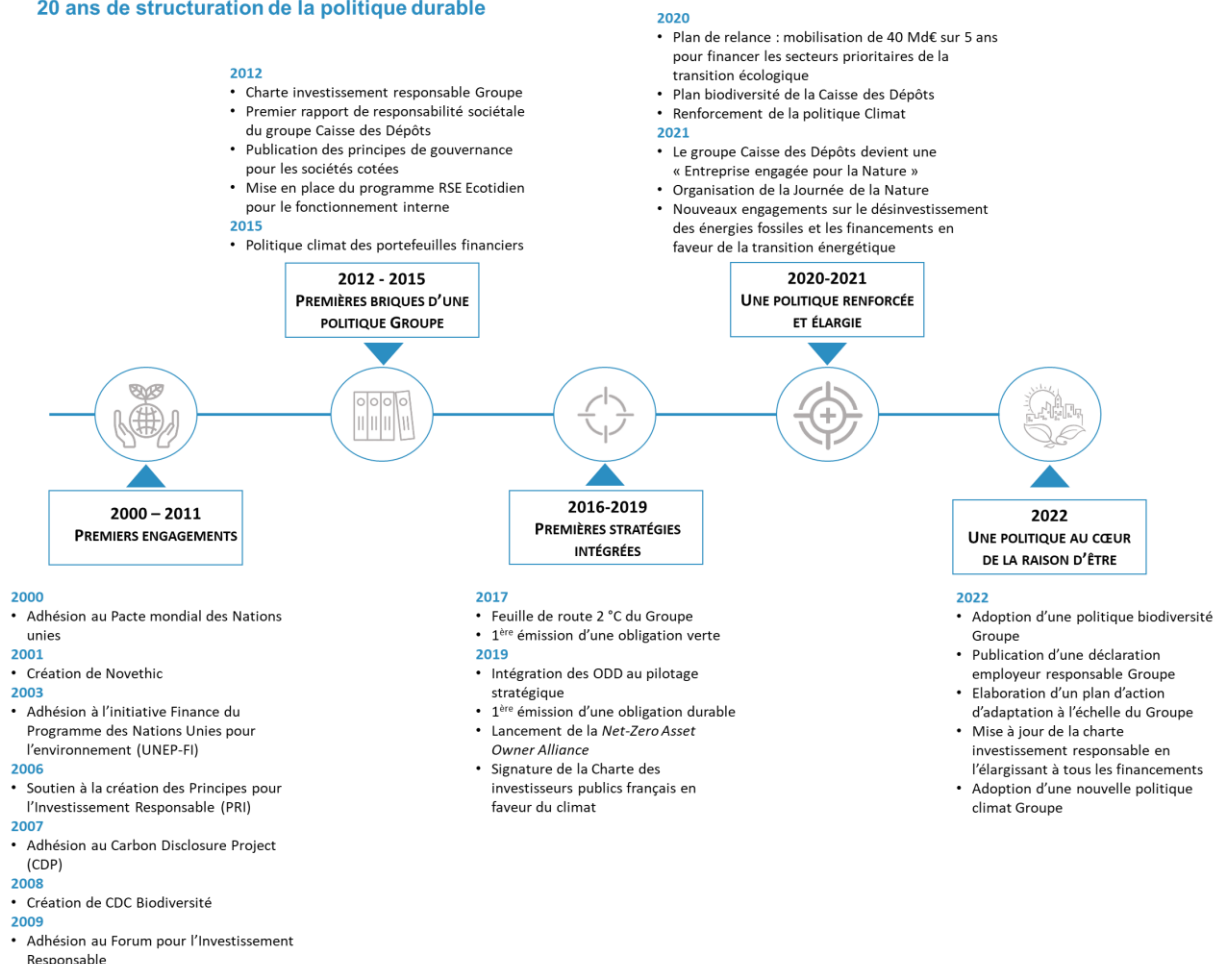 20 ans de structuration de la politique durable
2012
• Charte investissement responsable Groupe
• Premier rapport de responsabilité sociétale
du groupe Caisse des Dépôts
• Publication des principes de gouvernance
pour les sociétés cotées
• Mise en place du programme RSE Ecotidien
pour le fonctionnement interne
2015
• Politique climat des portefeuilles financiers
2012 - 2015
PREMIÈRES BRIQUES D'UNE
POLITIQUE GROUPE
2020
• Plan de relance : mobilisation de 40 Md€ sur 5 ans
pour financer les secteurs prioritaires de la
transition écologique
• Plan biodiversité de la Caisse des Dépôts
• Renforcement de la politique Climat
2021
• Le groupe Caisse des Dépôts devient une
« Entreprise engagée pour la Nature »
• Organisation de la Journée de la Nature
• Nouveaux engagements sur le désinvestissement
des énergies fossiles et les financements en
faveur de la transition énergétique
2020-2021
UNE POLITIQUE RENFORCÉE
ET ÉLARGIE
2000 – 2011
PREMIERS ENGAGEMENTS
2000
• Adhésion au Pacte mondial des Nations
unies
2001
• Création de Novethic
2003
• Adhésion à l'initiative Finance du
Programme des Nations Unies pour
l'environnement (UNEP-FI)
2006
• Soutien à la création des Principes pour
l'Investissement Responsable (PRI)
2007
• Adhésion au Carbon Disclosure Project
(CDP)
2008
• Création de CDC Biodiversité
2009
• Adhésion au Forum pour l'Investissement
Responsable
2016-2019
PREMIÈRES STRATÉGIES
INTÉGRÉES
2017
• Feuille de route 2 °C du Groupe
• 1ère émission d'une obligation verte
2019
• Intégration des ODD au pilotage
stratégique
• 1ère émission d'une obligation durable
• Lancement de la Net-Zero Asset
Owner Alliance
• Signature de la Charte des
investisseurs publics français en
faveur du climat
2022
UNE POLITIQUE AU CŒUR
DE LA RAISON D'ÊTRE
2022
• Adoption d'une politique biodiversité
Groupe
• Publication d'une déclaration
employeur responsable Groupe
• Elaboration d'un plan d'action
d'adaptation à l'échelle du Groupe
• Mise à jour de la charte
investissement responsable en
l'élargissant à tous les financements
• Adoption d'une nouvelle politique
climat Groupe